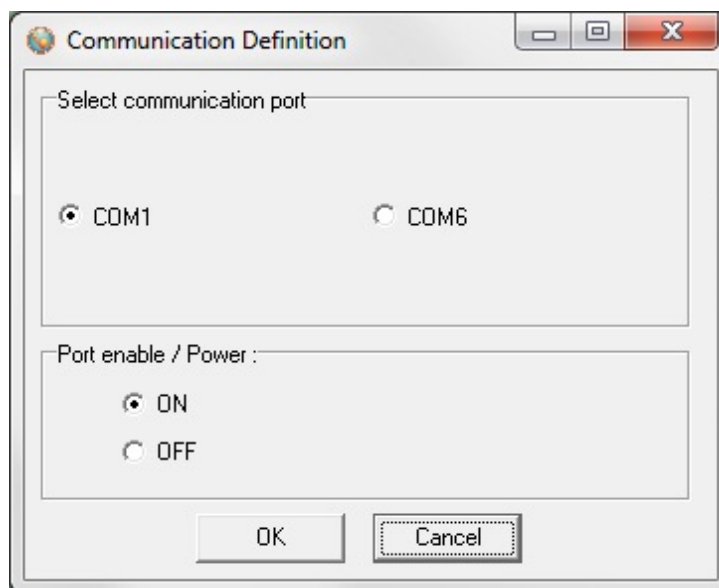 Communication Definition
Select communication port
COM1 COM6
Port enable / Power :
ON
OFF
OK Cancel